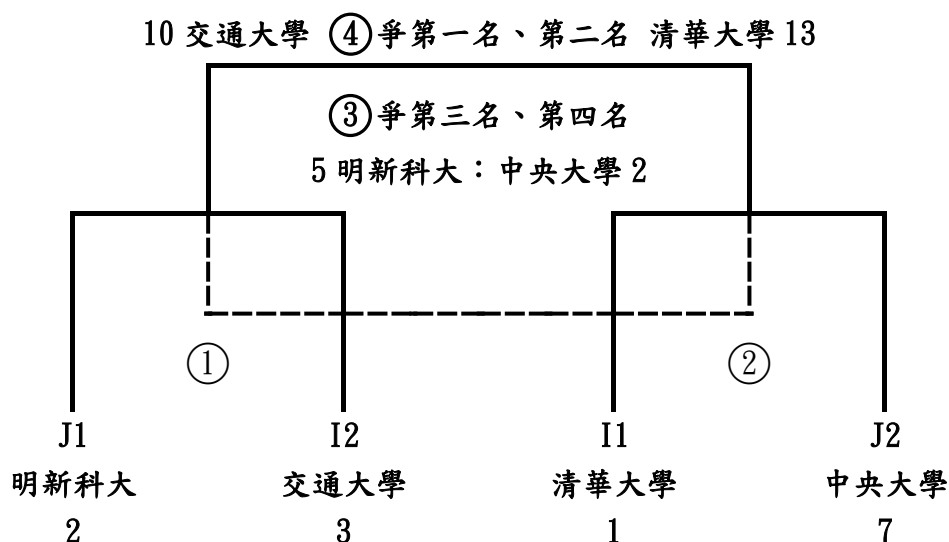 10 交通大學 ④爭第一名、第二名 清華大學 13
③爭第三名、第四名
5 明新科大：中央大學 2
① ②
J1 I2 I1 J2
明新科大 交通大學 清華大學 中央大學
2 3 1 7